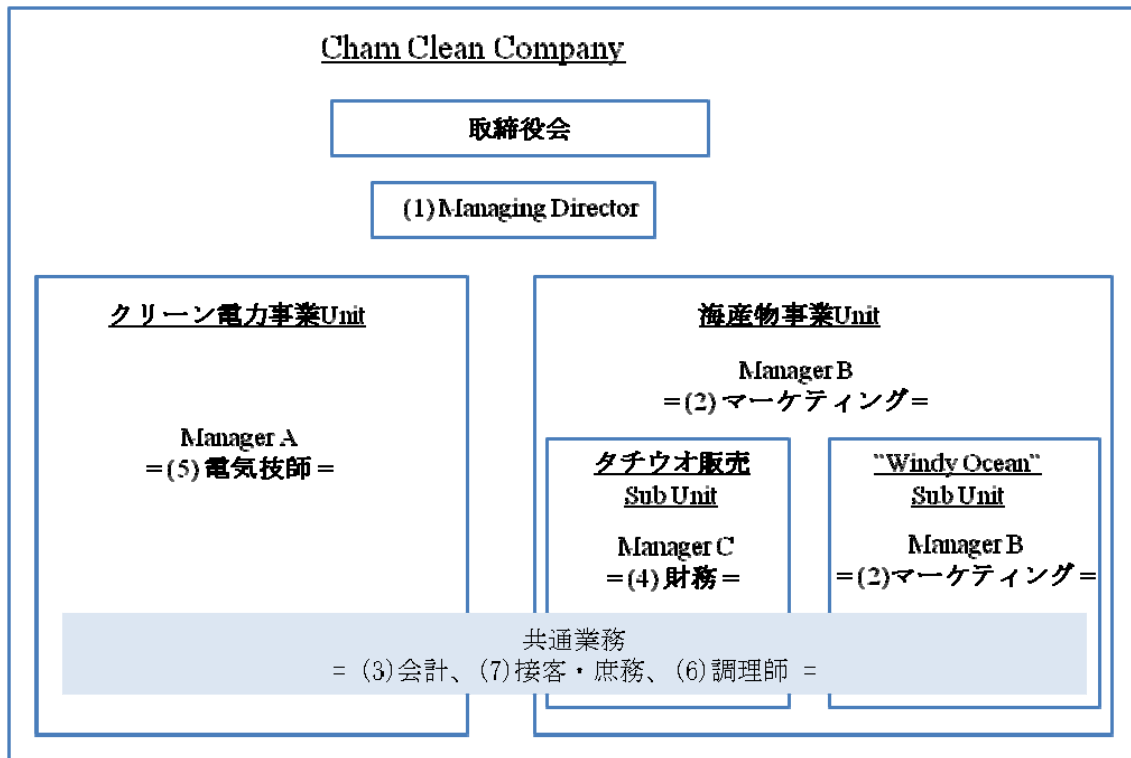 Cham Clean Company
取締役会
(1)Managing Director
クリーン電力事業Unit
Manager A
=(5)電気技師=
海産物事業Unit
Manager B
=(2)マーケティング=
タチウオ販売
Sub Unit
Manager C
=(4)財務=
"Windy Ocean"
Sub Unit
Manager B
=(2)マーケティング=
共通業務
= (3)会計、(7)接客・庶務、(6)調理師 =